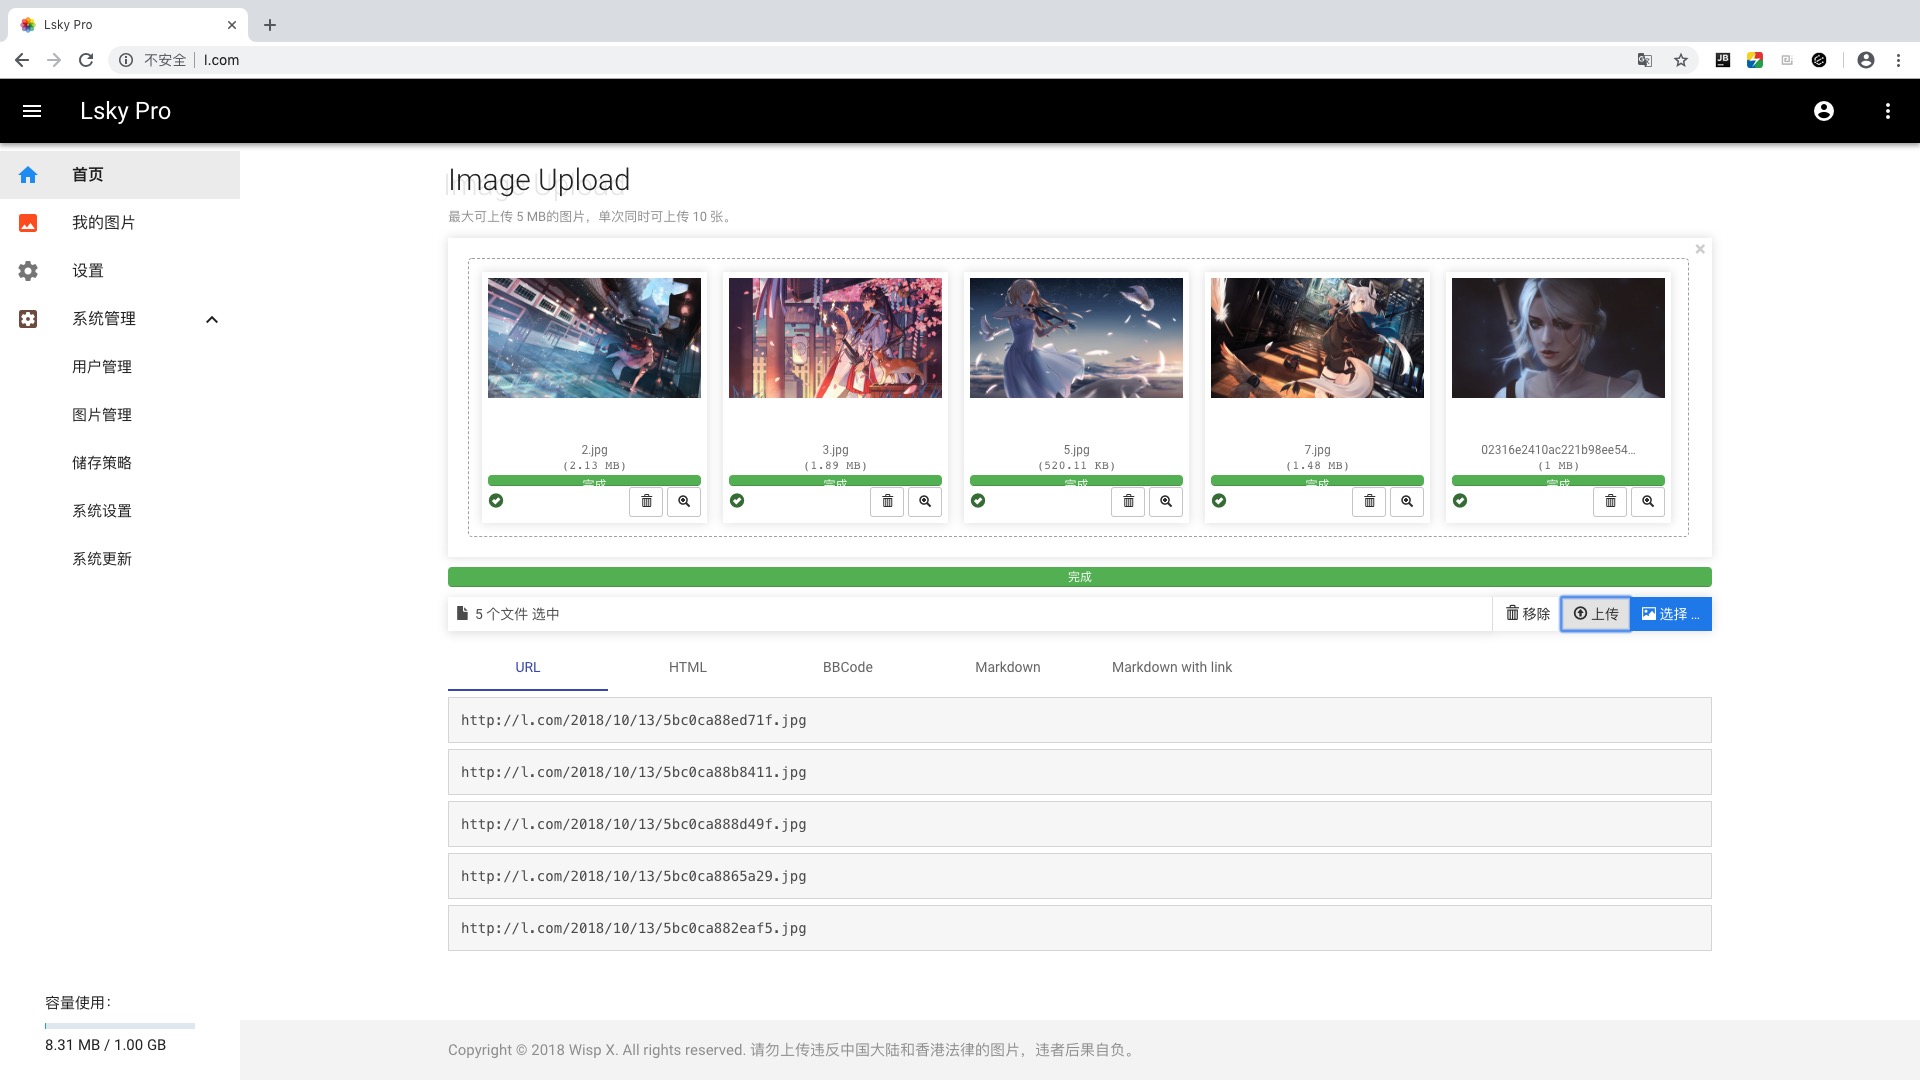 Lsky Pro
不安全 l.com
Lsky Pro
首页
我的图片
设置
系统管理
用户管理
图片管理
储存策略
系统设置
系统更新
容量使用：
8.31 MB / 1.00 GB
Image Upload
最大可上传 5 MB的图片，单次同时可上传 10 张。
2.jpg
(2.13 MB)
完成
3.jpg
(1.89 MB)
完成
5.jpg
(520.11 KB)
完成
7.jpg
(1.48 MB)
完成
02316e2410ac221b98ee54...
(1 MB)
完成
完成
5 个文件 选中
移除 上传 选择 ...
URL HTML BBCode Markdown Markdown with link
http://l.com/2018/10/13/5bc0ca88ed71f.jpg
http://l.com/2018/10/13/5bc0ca88b8411.jpg
http://l.com/2018/10/13/5bc0ca888d49f.jpg
http://l.com/2018/10/13/5bc0ca8865a29.jpg
http://l.com/2018/10/13/5bc0ca882eaf5.jpg
Copyright © 2018 Wisp X. All rights reserved. 请勿上传违反中国大陆和香港法律的图片，违者后果自负。